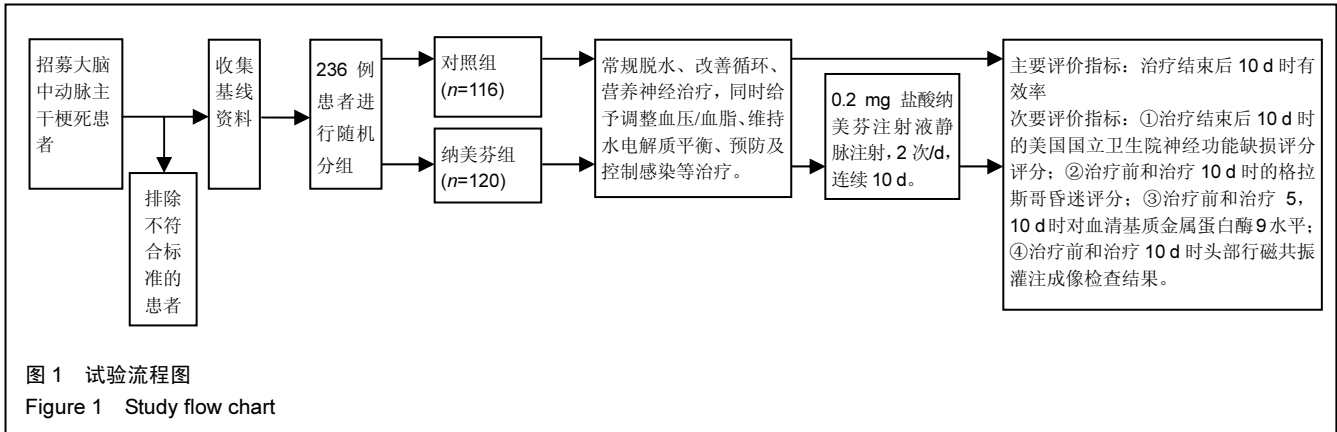 招募大脑
中动脉主
干梗死患
者
排除
不符
合标
准的
患者
收集
基线
资料
236 例
患者进
行随机
分组
对照组
(n=116)
纳美芬组
(n=120)
常规脱水、改善循环、
营养神经治疗，同时给
予调整血压/血脂、维持
水电解质平衡、预防及
控制感染等治疗。
0.2 mg 盐酸纳
美芬注射液静
脉注射，2 次/d，
连续 10 d。
主要评价指标：治疗结束后 10 d 时有
效率
次要评价指标：①治疗结束后 10 d 时
的美国国立卫生院神经功能缺损评分
评分；②治疗前和治疗 10 d 时的格拉
斯哥昏迷评分；③治疗前和治疗 5，
10 d 时对血清基质金属蛋白酶 9 水平；
④治疗前和治疗 10 d 时头部行磁共振
灌注成像检查结果。
图 1 试验流程图
Figure 1 Study flow chart